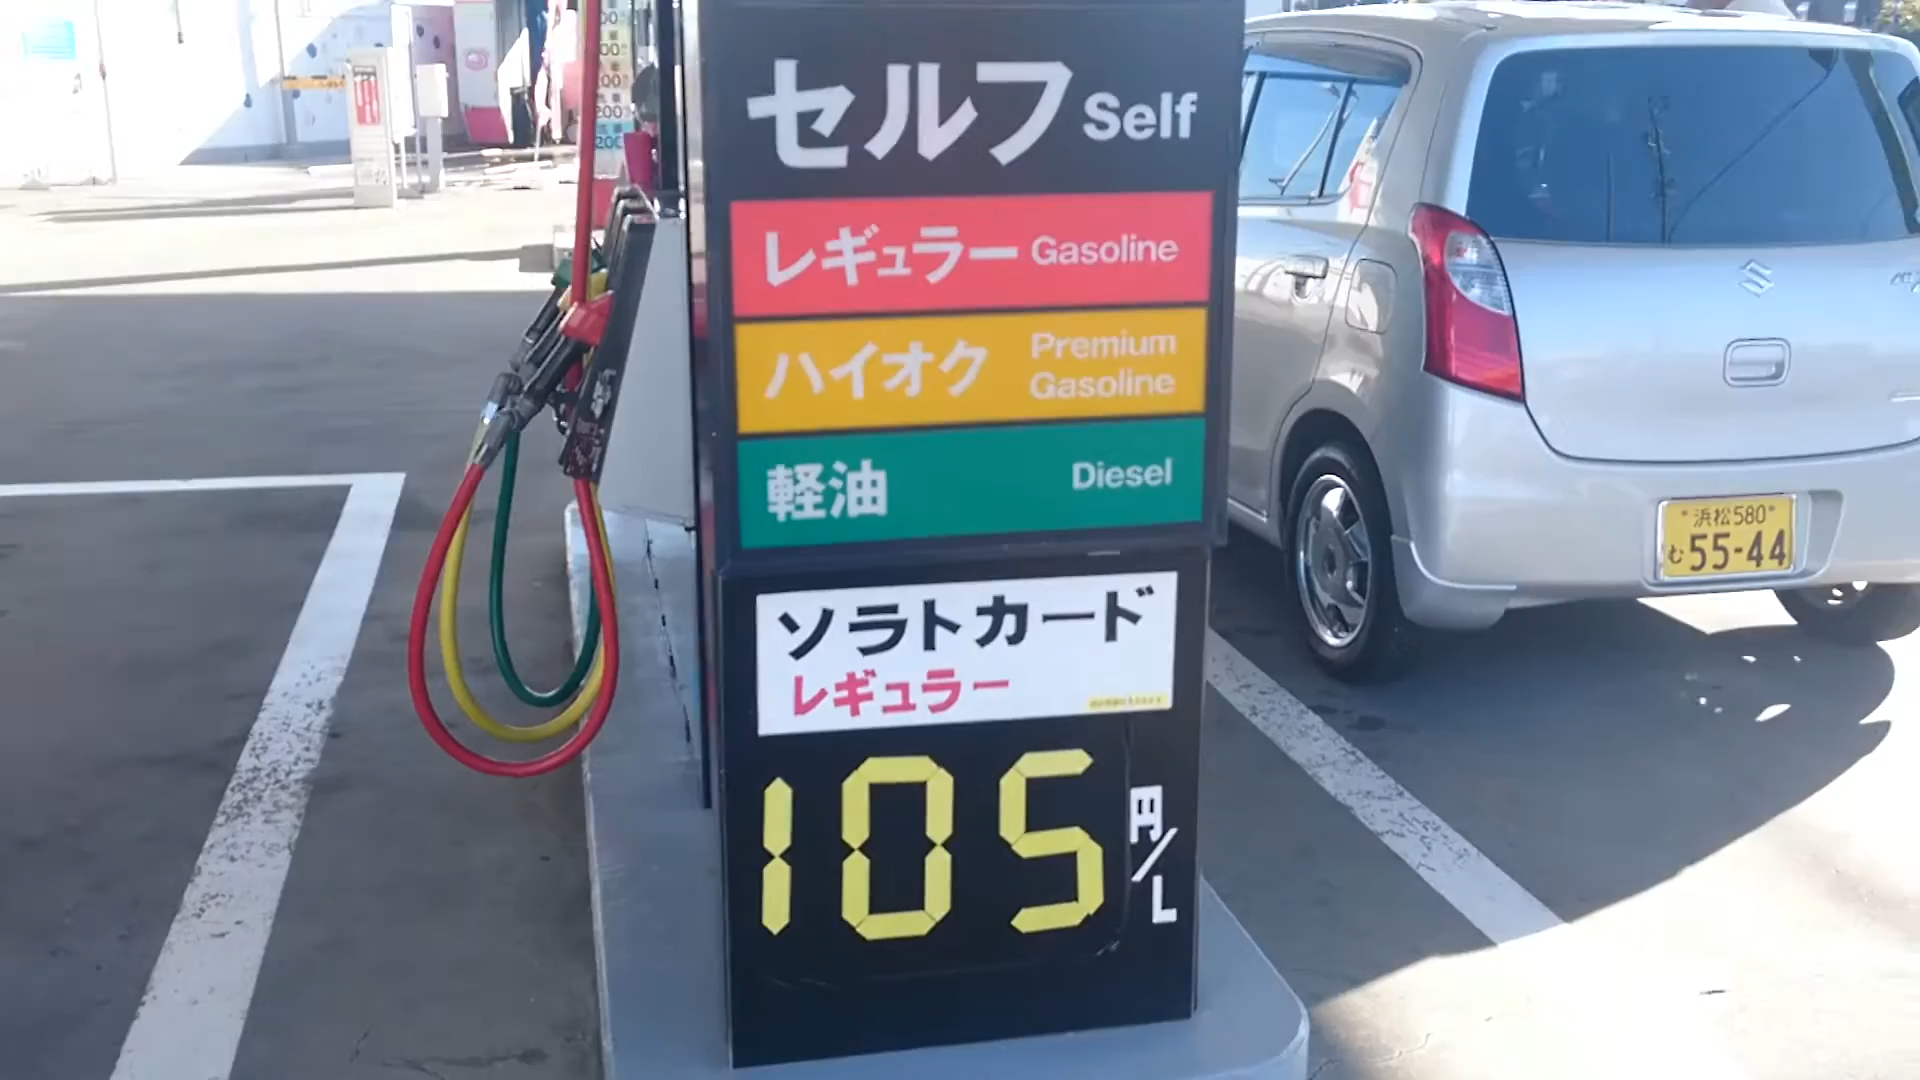 セルフ Self
レギュラー Gasoline
ハイオク Premium Gasoline
軽油 Diesel
ソラトカード
レギュラー
105 円/L
浜松580
む 55-44